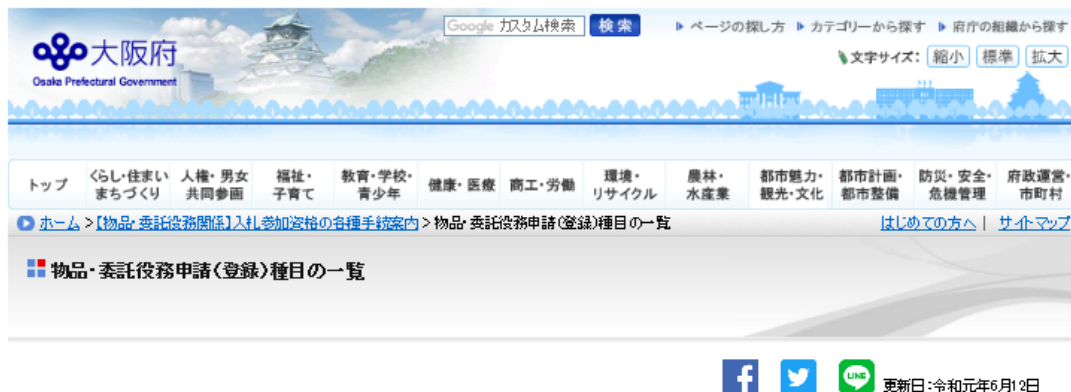 Google カスタム検索 検索 ページの探し方 カテゴリーから探す 府庁の組織から探す
大阪府
Osaka Prefectural Government
文字サイズ: 縮小 標準 拡大
トップ くらし・住まい まちづくり 人権・男女 共同参画 福祉・ 子育て 教育・学校・ 青少年 健康・医療 商工・労働 環境・ リサイクル 農林・ 水産業 都市魅力・ 観光・文化 都市計画・ 都市整備 防災・安全・ 危機管理 府政運営・ 市町村
ホーム > 【物品・委託役務関係】入札参加資格の各種手続案内 > 物品・委託役務申請(登録)種目の一覧 はじめての方へ | サイトマップ
物品・委託役務申請(登録)種目の一覧
f LINE 更新日:令和元年6月12日